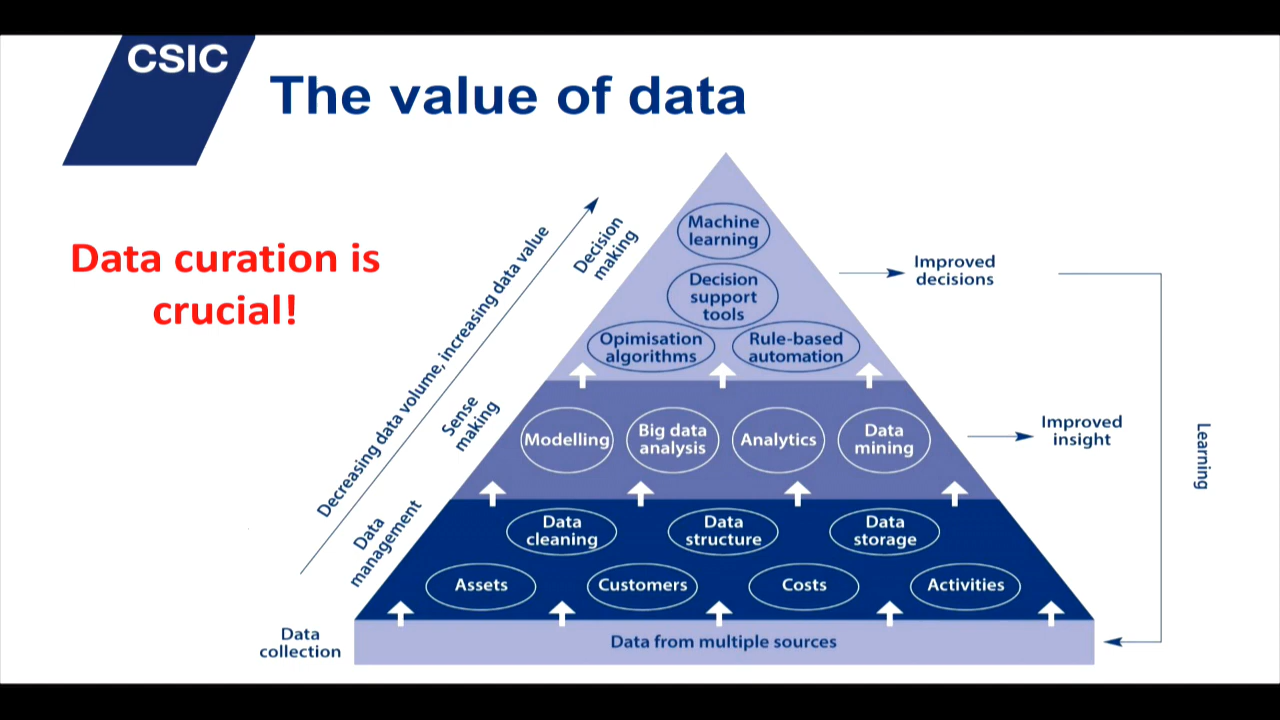 CSIC
The value of data
Data curation is
crucial!
Decreasing data volume, increasing data value
Decision
making
Machine
learning
Decision
support
tools
Opimisation
algorithms
Rule-based
automation
Improved
decisions
Sense
making
Modelling
Big data
analysis
Analytics
Data
mining
Improved
insight
Learning
Data
management
Data
cleaning
Data
structure
Data
storage
Assets
Customers
Costs
Activities
Data
collection
Data from multiple sources